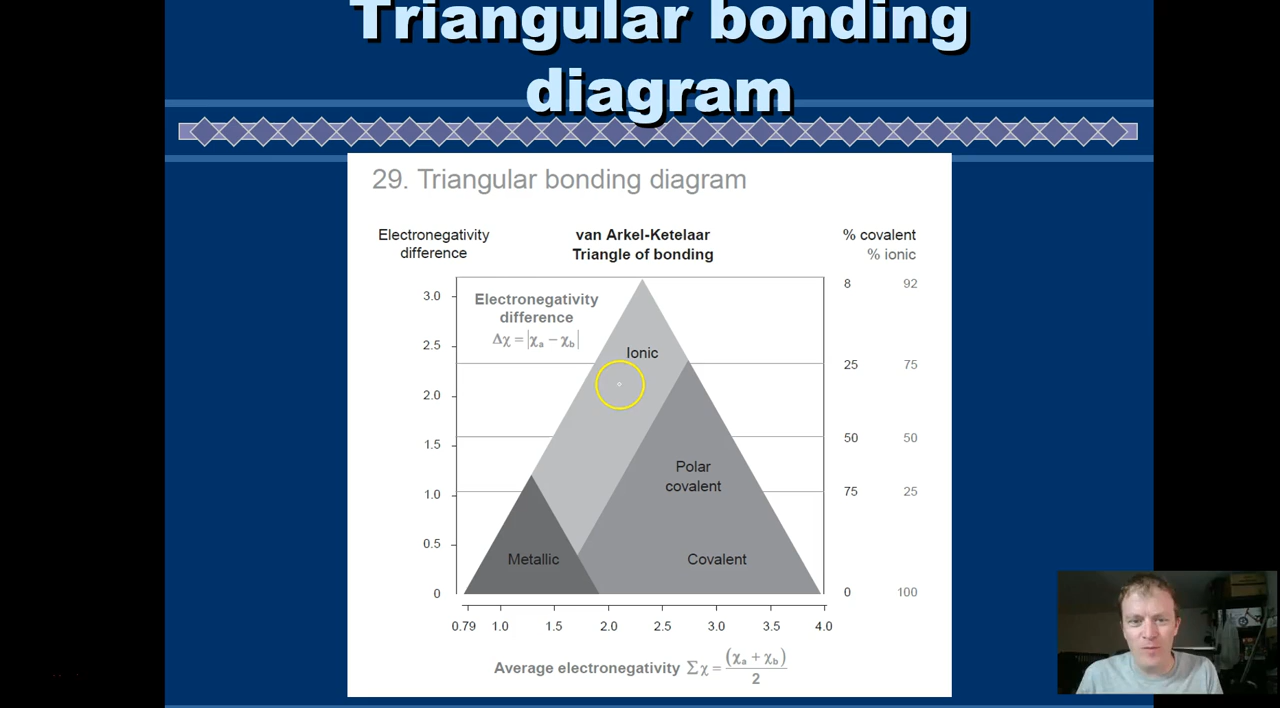 Triangular bonding
diagram
29. Triangular bonding diagram
Electronegativity
difference
van Arkel-Ketelaar
Triangle of bonding
% covalent
% ionic
3.0
2.5
2.0
1.5
1.0
0.5
0
Electronegativity
difference
Δχ = |χa − χb|
Ionic
Polar
covalent
Metallic
Covalent
8 92
25 75
50 50
75 25
0 100
0.79 1.0 1.5 2.0 2.5 3.0 3.5 4.0
Average electronegativity Σχ = (χa + χb)
2